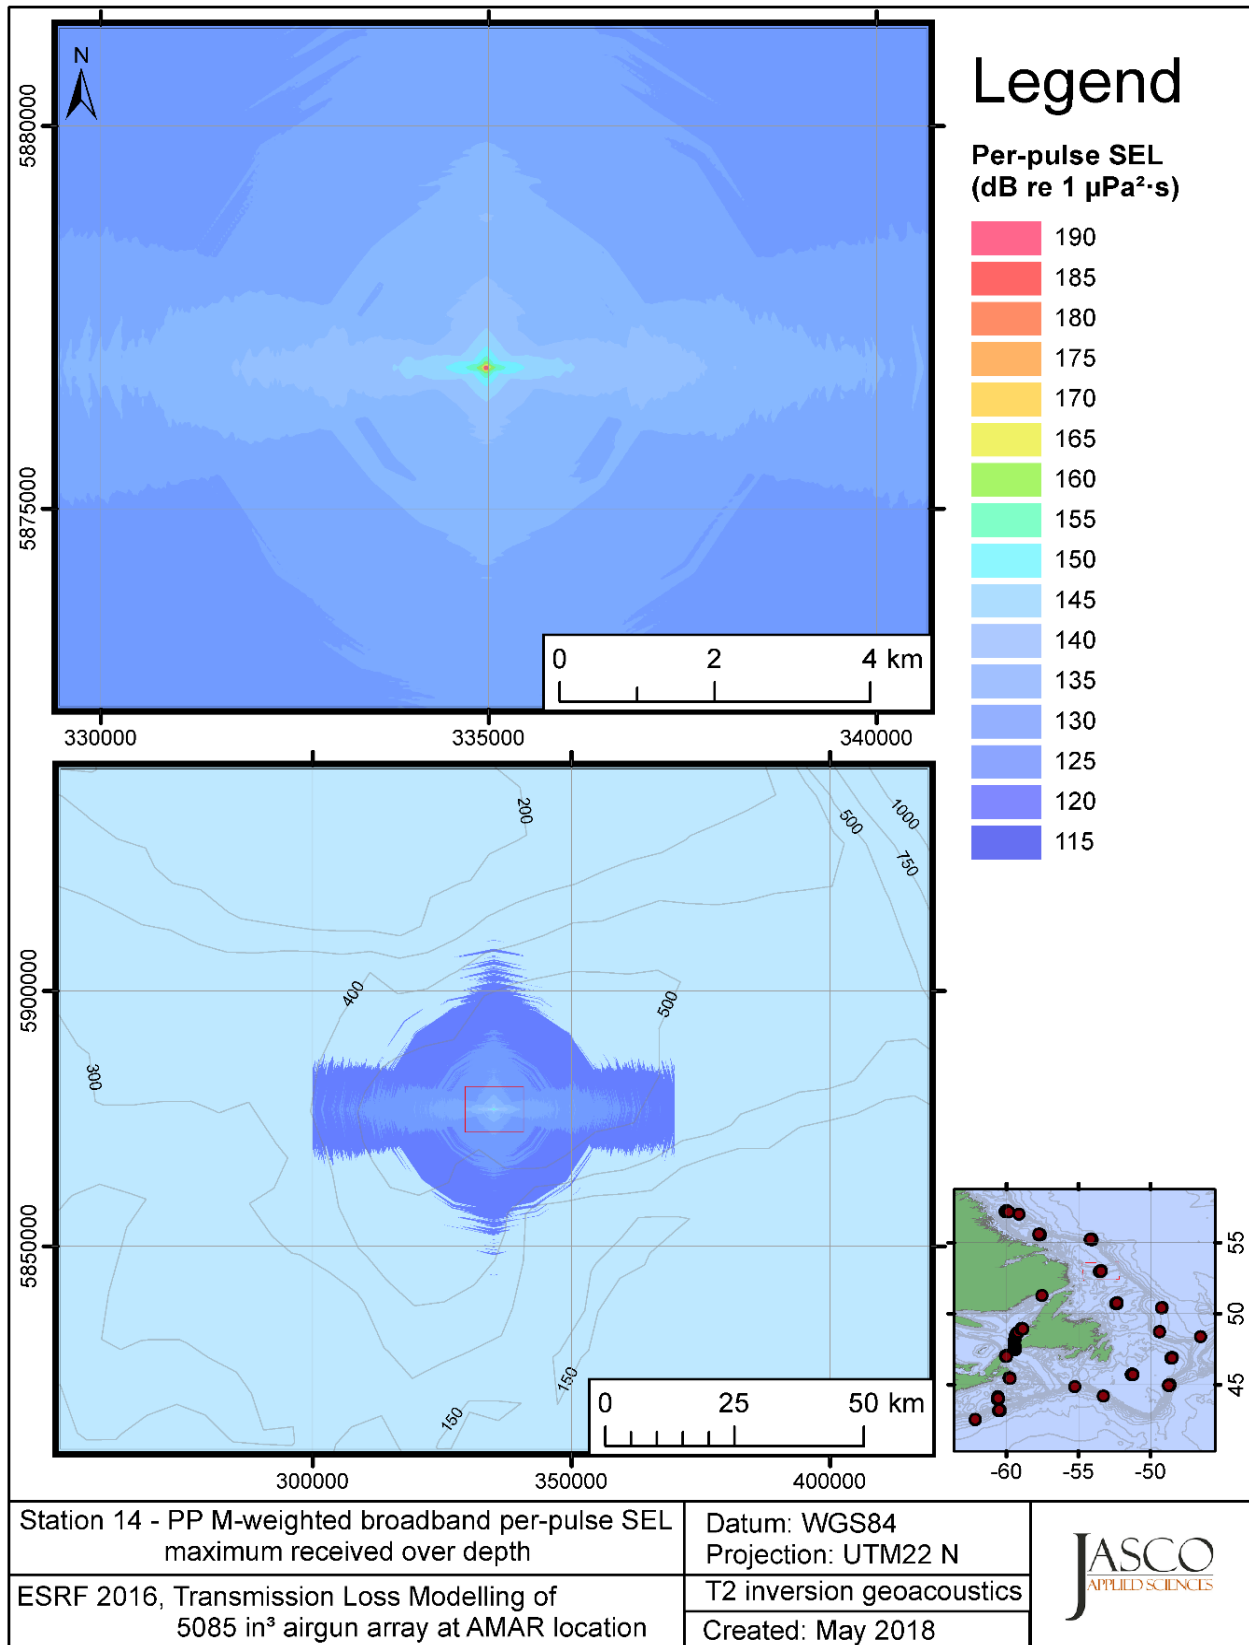 N
5880000
5875000
0 2 4 km
330000 335000 340000
Legend
Per-pulse SEL
(dB re 1 µPa²·s)
190
185
180
175
170
165
160
155
150
145
140
135
130
125
120
115
200
500
1000
750
400
500
300
150
150
5900000
5850000
0 25 50 km
300000 350000 400000
55
50
45
-60 -55 -50
Station 14 - PP M-weighted broadband per-pulse SEL
maximum received over depth
ESRF 2016, Transmission Loss Modelling of
5085 in³ airgun array at AMAR location
Datum: WGS84
Projection: UTM22 N
T2 inversion geoacoustics
Created: May 2018
JASCO
APPLIED SCIENCES